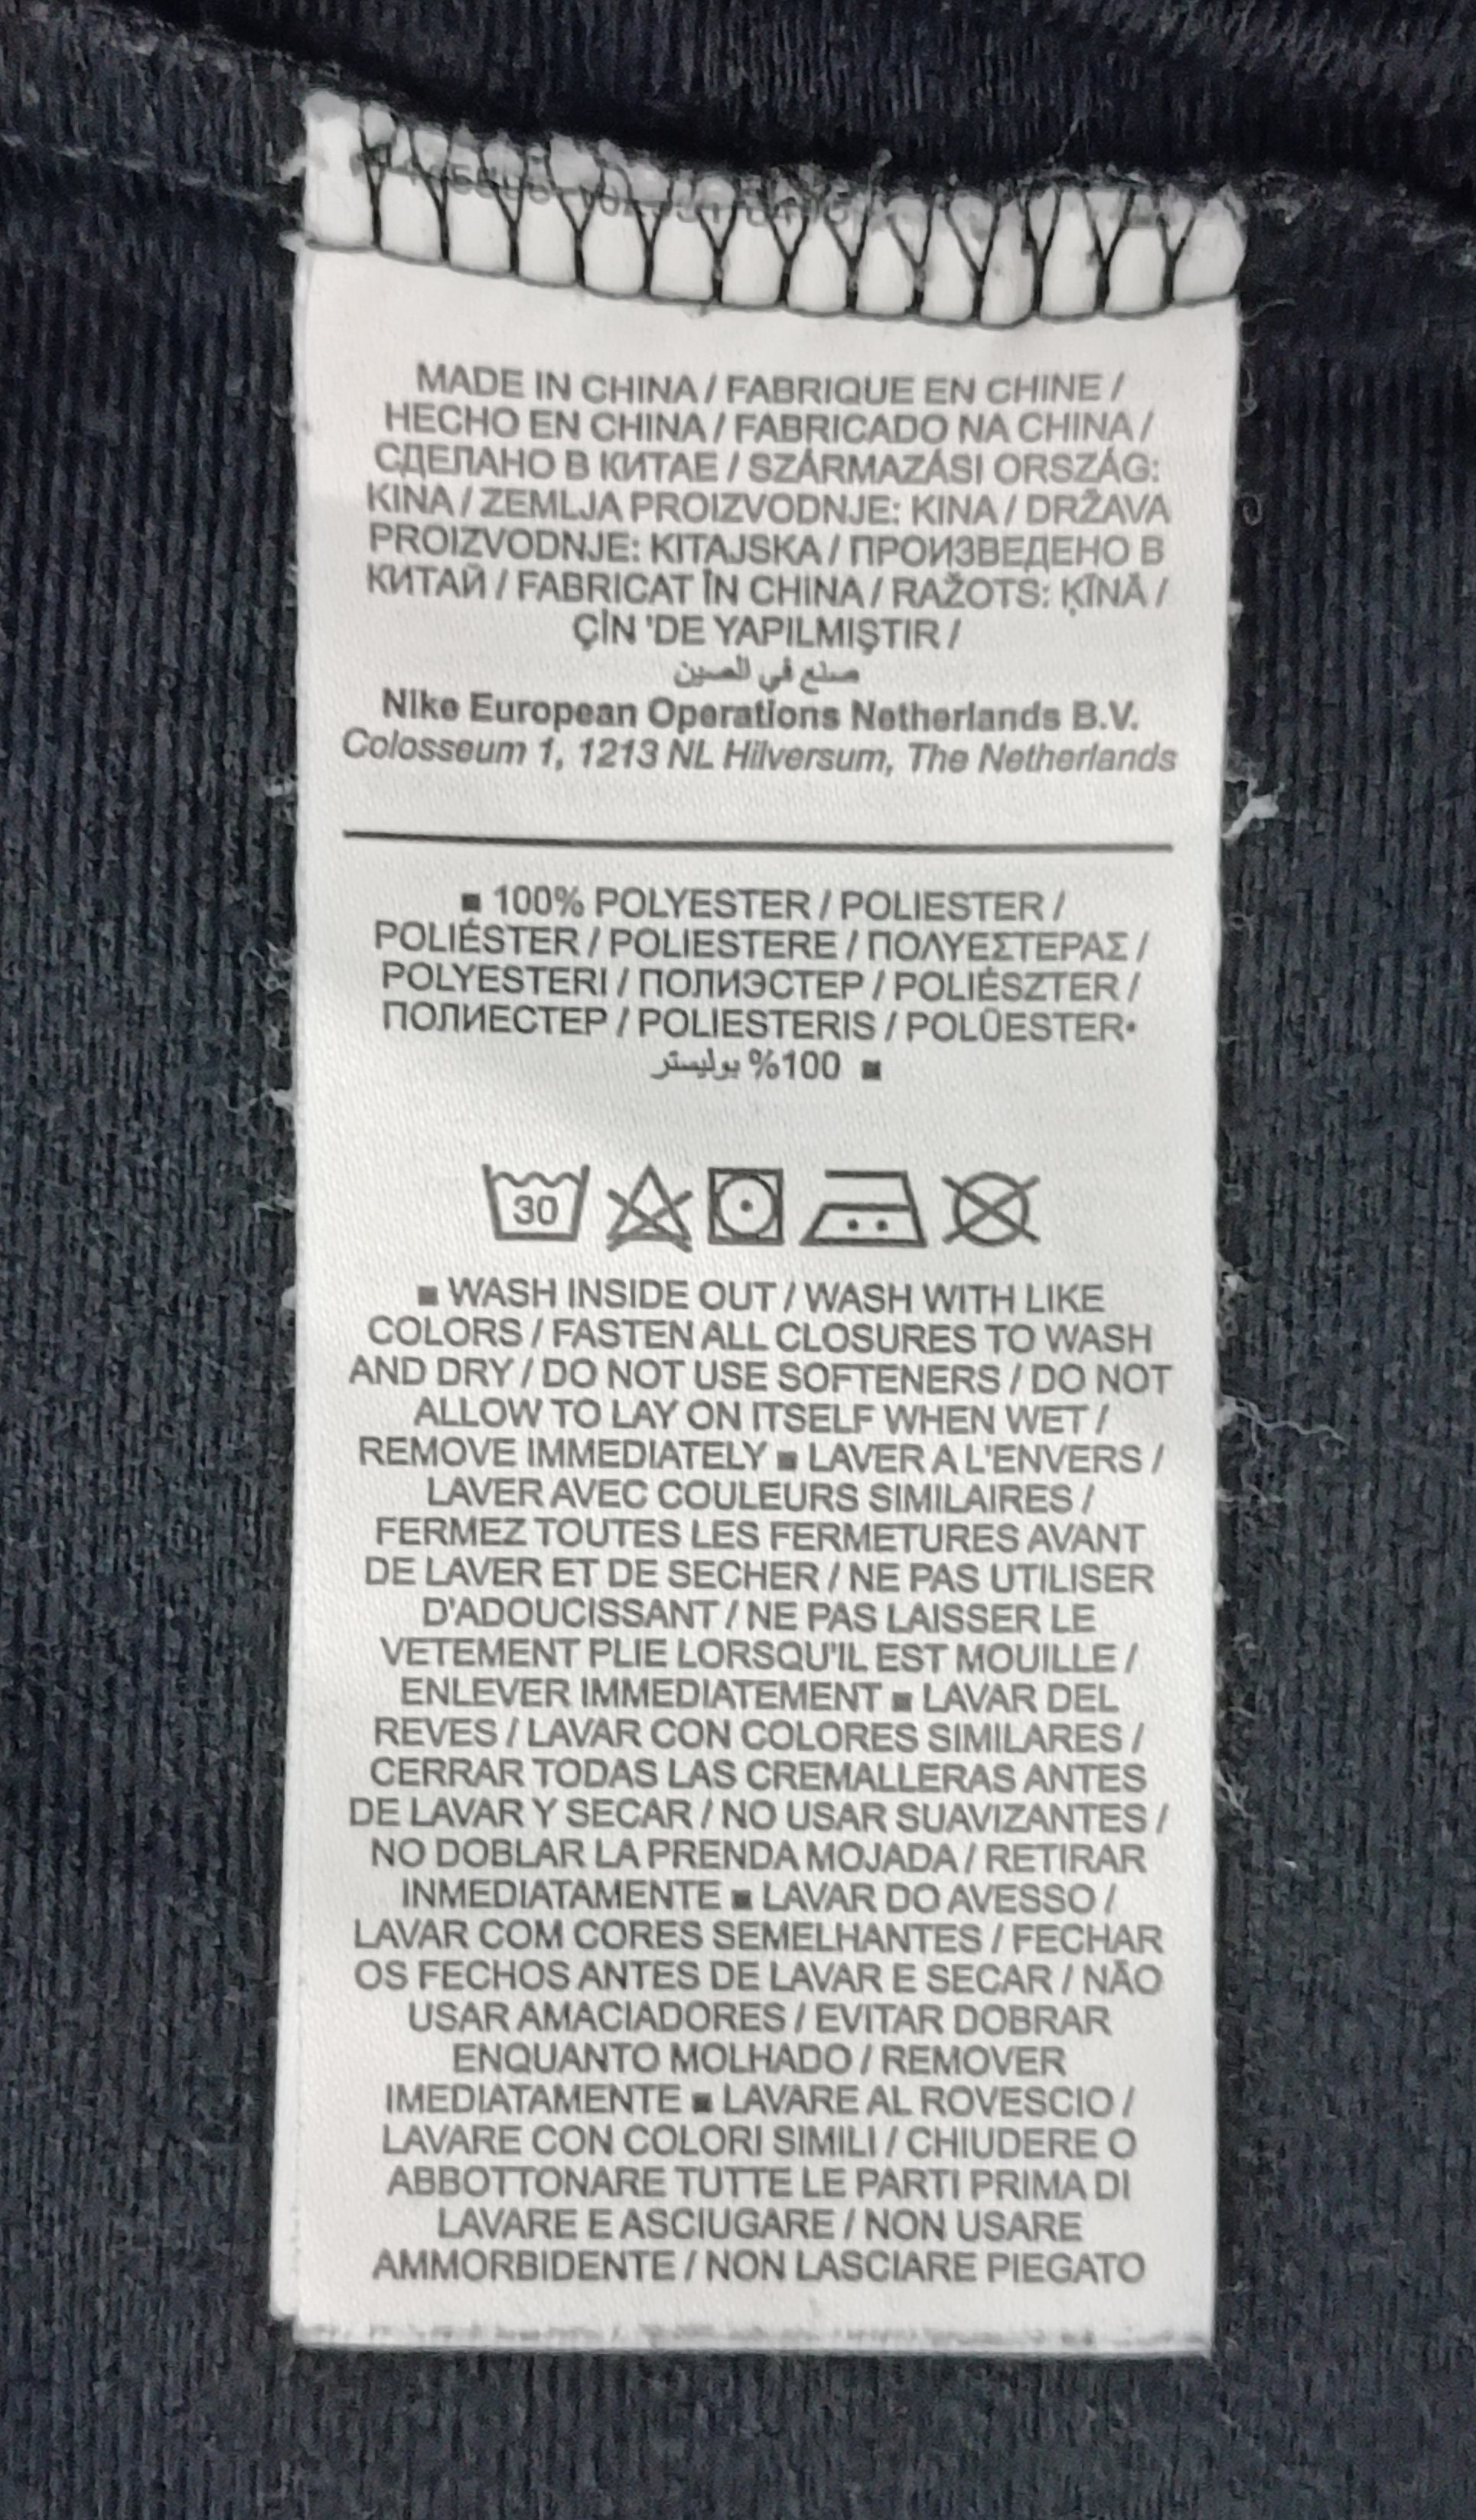 MADE IN CHINA / FABRIQUE EN CHINE /
HECHO EN CHINA / FABRICADO NA CHINA /
СДЕЛАНО В КИТАЕ / SZÁRMAZÁSI ORSZÁG:
KINA / ZEMLJA PROIZVODNJE: KINA / DRŽAVA
PROIZVODNJE: KITAJSKA / ПРОИЗВЕДЕНО В
КИТАЙ / FABRICAT ÎN CHINA / RAŽOTS: ĶĪNĀ /
ÇİN 'DE YAPILMIŞTIR /
صنع في الصين
Nike European Operations Netherlands B.V.
Colosseum 1, 1213 NL Hilversum, The Netherlands
■ 100% POLYESTER / POLIESTER /
POLIÉSTER / POLIESTERE / ΠΟΛΥΕΣΤΕΡΑΣ /
POLYESTERI / ПОЛИЭСТЕР / POLIÉSZTER /
ПОЛИЕСТЕР / POLIESTERIS / POLÜESTER•
■ 100% بوليستر
30
■ WASH INSIDE OUT / WASH WITH LIKE
COLORS / FASTEN ALL CLOSURES TO WASH
AND DRY / DO NOT USE SOFTENERS / DO NOT
ALLOW TO LAY ON ITSELF WHEN WET /
REMOVE IMMEDIATELY ■ LAVER A L'ENVERS /
LAVER AVEC COULEURS SIMILAIRES /
FERMEZ TOUTES LES FERMETURES AVANT
DE LAVER ET DE SECHER / NE PAS UTILISER
D'ADOUCISSANT / NE PAS LAISSER LE
VETEMENT PLIE LORSQU'IL EST MOUILLE /
ENLEVER IMMEDIATEMENT ■ LAVAR DEL
REVES / LAVAR CON COLORES SIMILARES /
CERRAR TODAS LAS CREMALLERAS ANTES
DE LAVAR Y SECAR / NO USAR SUAVIZANTES /
NO DOBLAR LA PRENDA MOJADA / RETIRAR
INMEDIATAMENTE ■ LAVAR DO AVESSO /
LAVAR COM CORES SEMELHANTES / FECHAR
OS FECHOS ANTES DE LAVAR E SECAR / NÃO
USAR AMACIADORES / EVITAR DOBRAR
ENQUANTO MOLHADO / REMOVER
IMEDIATAMENTE ■ LAVARE AL ROVESCIO /
LAVARE CON COLORI SIMILI / CHIUDERE O
ABBOTTONARE TUTTE LE PARTI PRIMA DI
LAVARE E ASCIUGARE / NON USARE
AMMORBIDENTE / NON LASCIARE PIEGATO